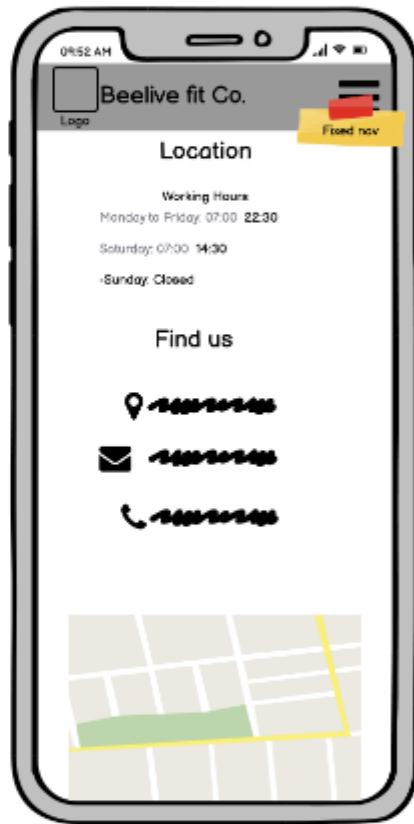 09:52 AM
Beelive fit Co.
Logo
Fixed nav
Location
Working Hours
Monday to Friday: 07:00 22:30
Saturday: 07:00 14:30
-Sunday: Closed
Find us